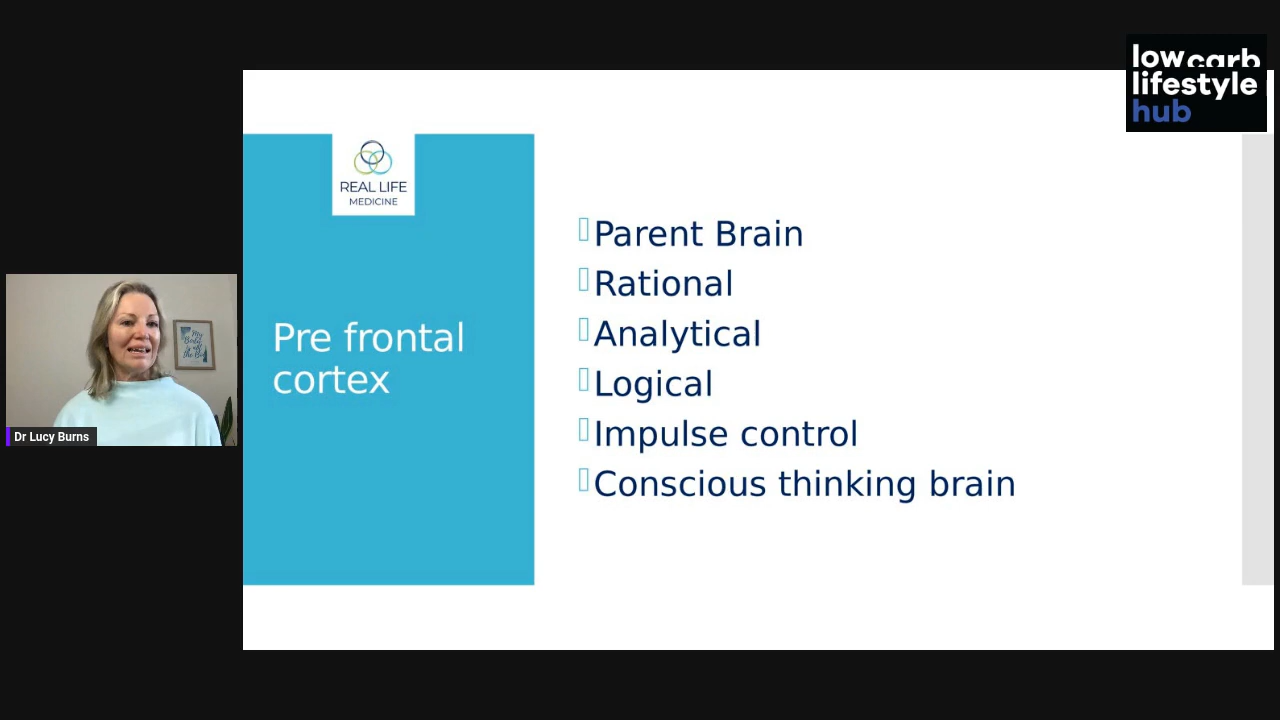 low carb
lifestyle
hub
REAL LIFE
MEDICINE
Pre frontal
cortex
Parent Brain
Rational
Analytical
Logical
Impulse control
Conscious thinking brain
Dr Lucy Burns